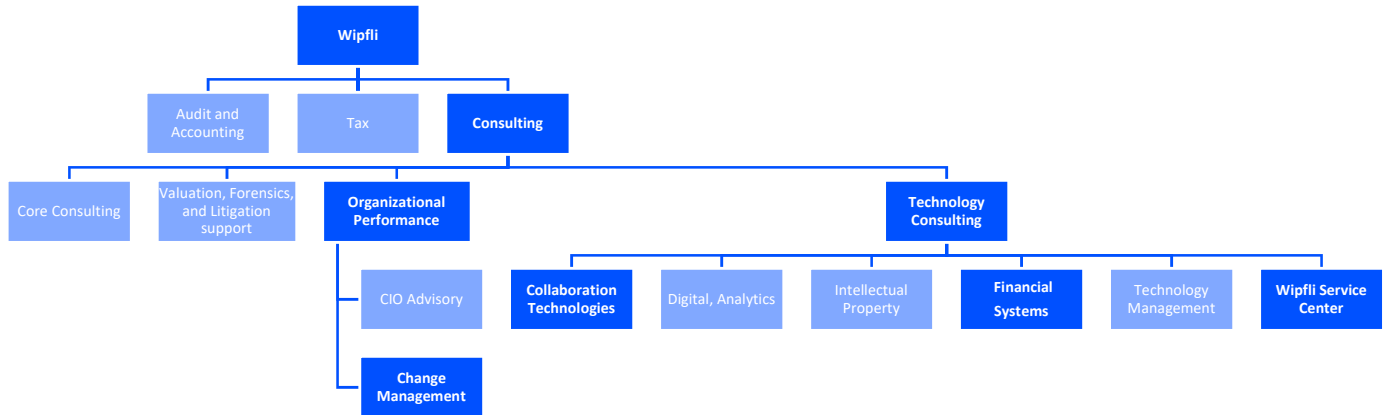 Wipfli
Audit and
Accounting
Tax
Consulting
Core Consulting
Valuation, Forensics,
and Litigation
support
Organizational
Performance
Technology
Consulting
CIO Advisory
Collaboration
Technologies
Digital, Analytics
Intellectual
Property
Financial
Systems
Technology
Management
Wipfli Service
Center
Change
Management